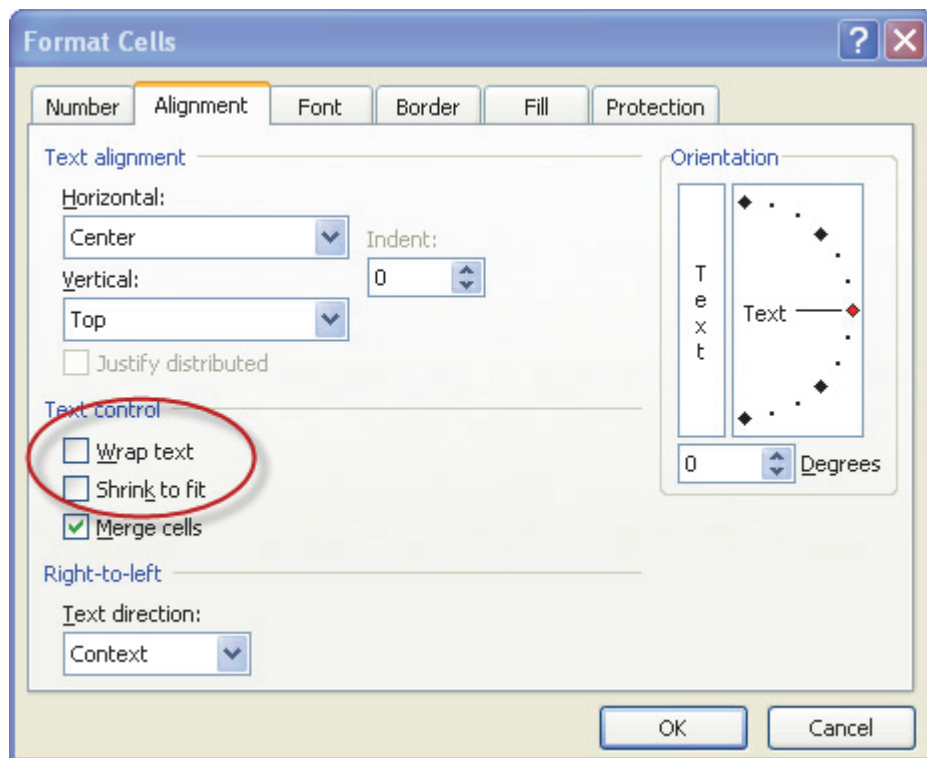 Format Cells
Number Alignment Font Border Fill Protection
Text alignment
Horizontal:
Center
Indent:
0
Vertical:
Top
Justify distributed
Text control
Wrap text
Shrink to fit
Merge cells
Right-to-left
Text direction:
Context
Orientation
Text
Text
0 Degrees
OK Cancel